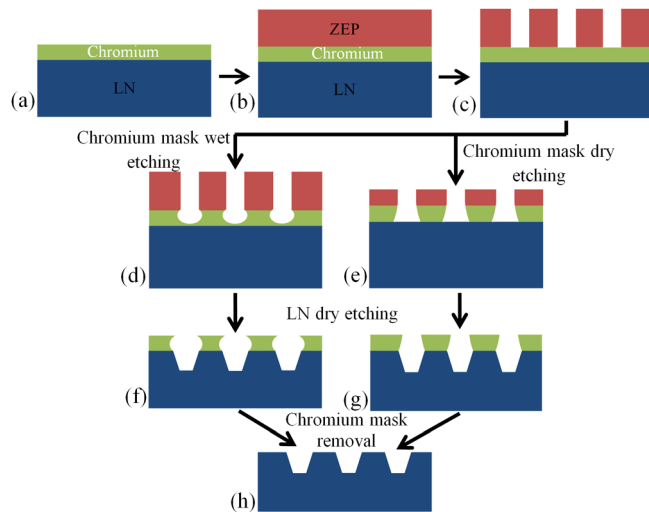 Chromium
LN
(a)
ZEP
Chromium
LN
(b)
(c)
Chromium mask wet
etching
Chromium mask dry
etching
(d)
(e)
LN dry etching
(f)
(g)
Chromium mask
removal
(h)